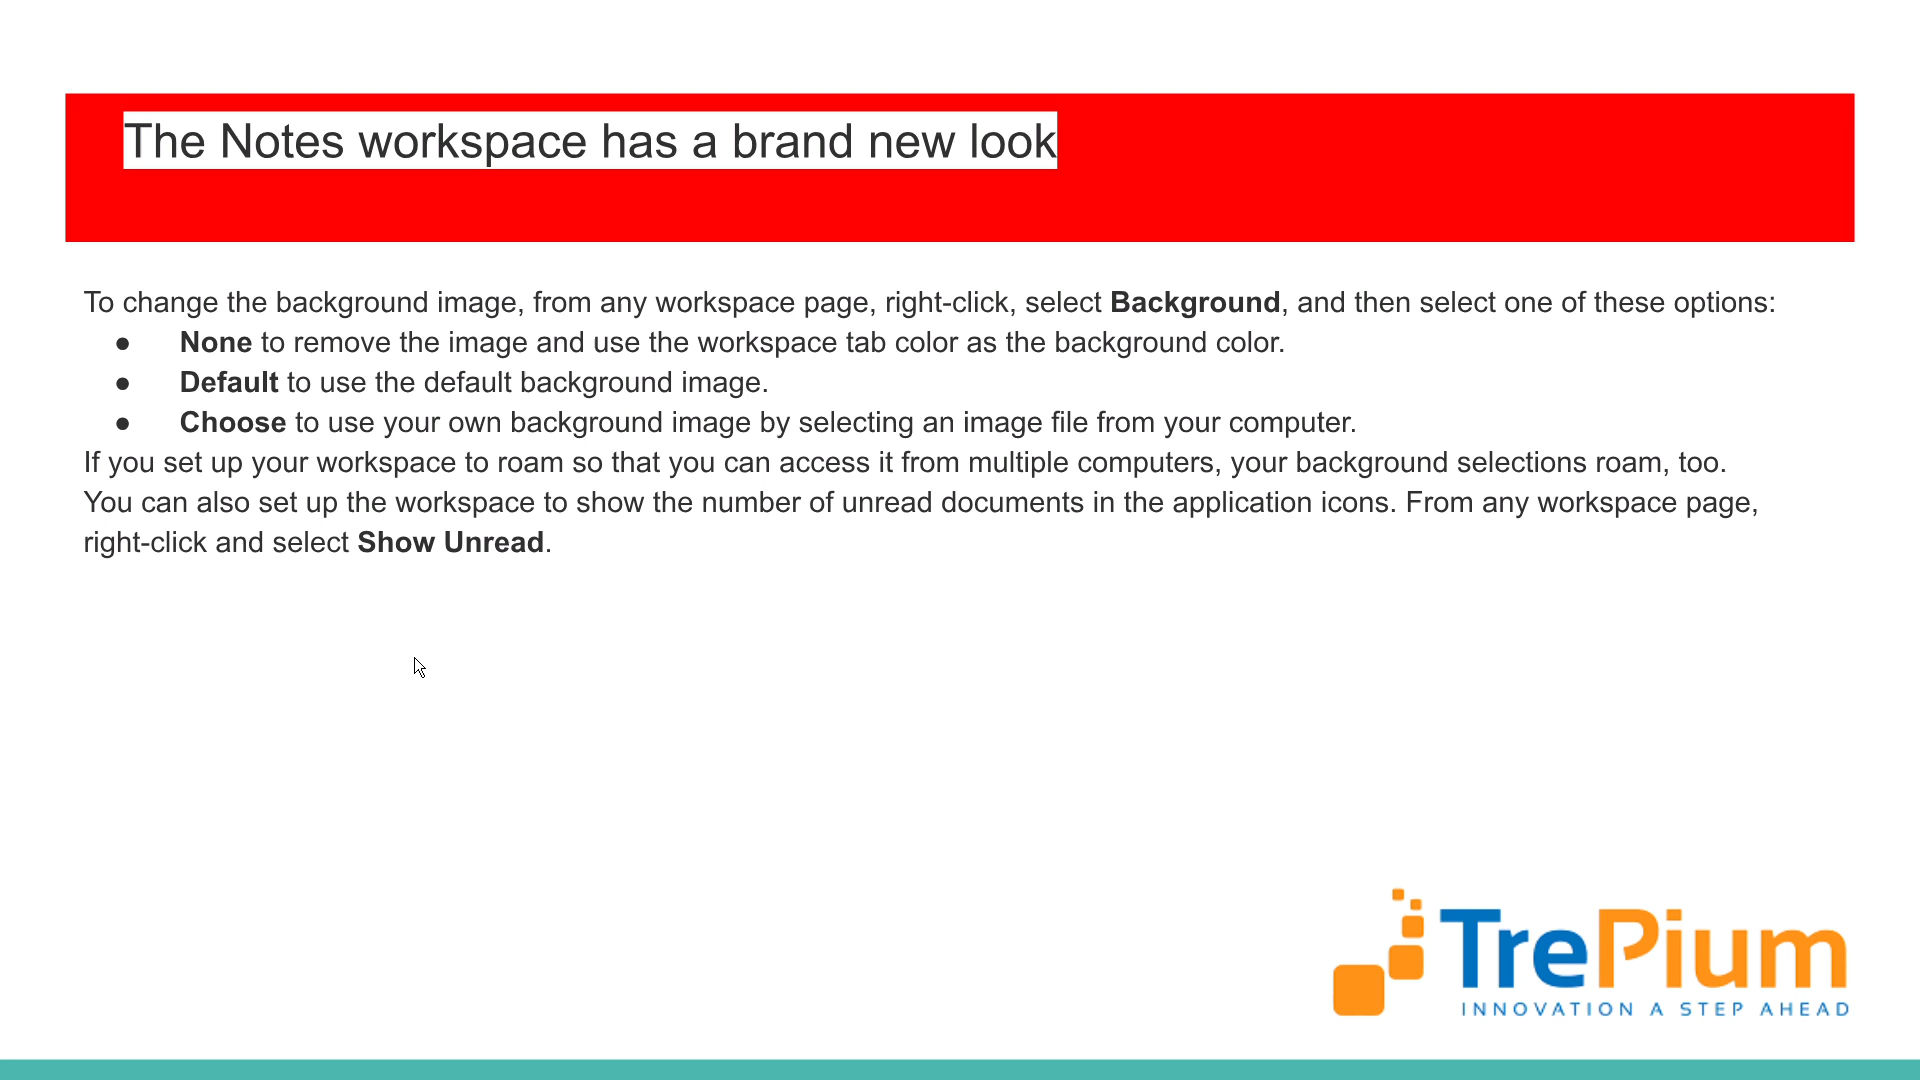 The Notes workspace has a brand new look
To change the background image, from any workspace page, right-click, select Background, and then select one of these options:
● None to remove the image and use the workspace tab color as the background color.
● Default to use the default background image.
● Choose to use your own background image by selecting an image file from your computer.
If you set up your workspace to roam so that you can access it from multiple computers, your background selections roam, too.
You can also set up the workspace to show the number of unread documents in the application icons. From any workspace page,
right-click and select Show Unread.
TrePium
INNOVATION A STEP AHEAD